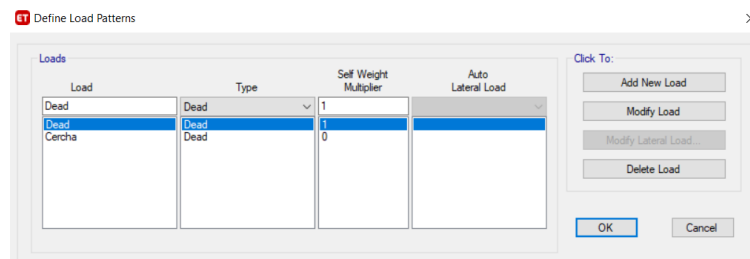 ET Define Load Patterns
Loads
Click To:
Load Type Self Weight Multiplier Auto Lateral Load
Dead Dead 1
Dead Dead 1
Cercha Dead 0
Add New Load
Modify Load
Modify Lateral Load...
Delete Load
OK Cancel